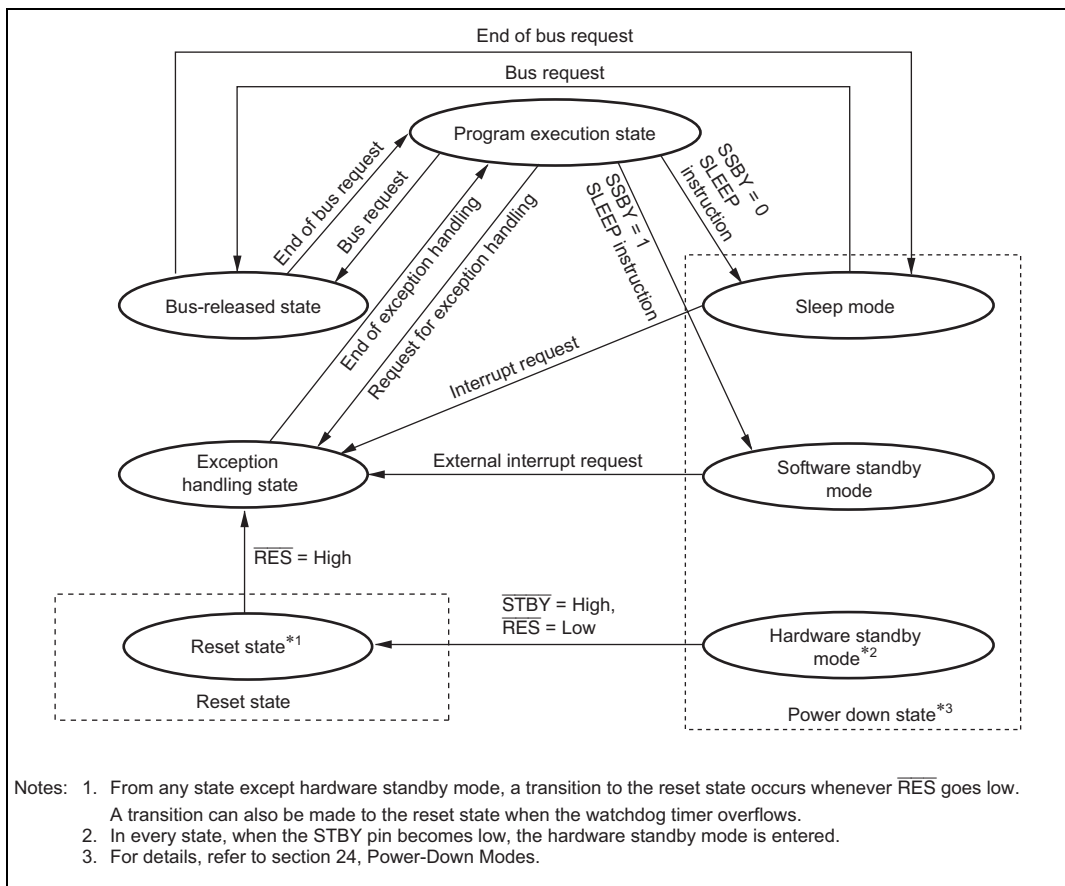 End of bus request
Bus request
Program execution state
End of bus request
Bus request
End of exception handling
Request for exception handling
SSBY = 1
SLEEP instruction
SSBY = 0
SLEEP
instruction
Bus-released state
Sleep mode
Interrupt request
Exception
handling state
External interrupt request
Software standby
mode
R̅E̅S̅ = High
S̅T̅B̅Y̅ = High,
R̅E̅S̅ = Low
Reset state*1
Hardware standby
mode*2
Reset state
Power down state*3
Notes: 1. From any state except hardware standby mode, a transition to the reset state occurs whenever R̅E̅S̅ goes low.
A transition can also be made to the reset state when the watchdog timer overflows.
2. In every state, when the STBY pin becomes low, the hardware standby mode is entered.
3. For details, refer to section 24, Power-Down Modes.